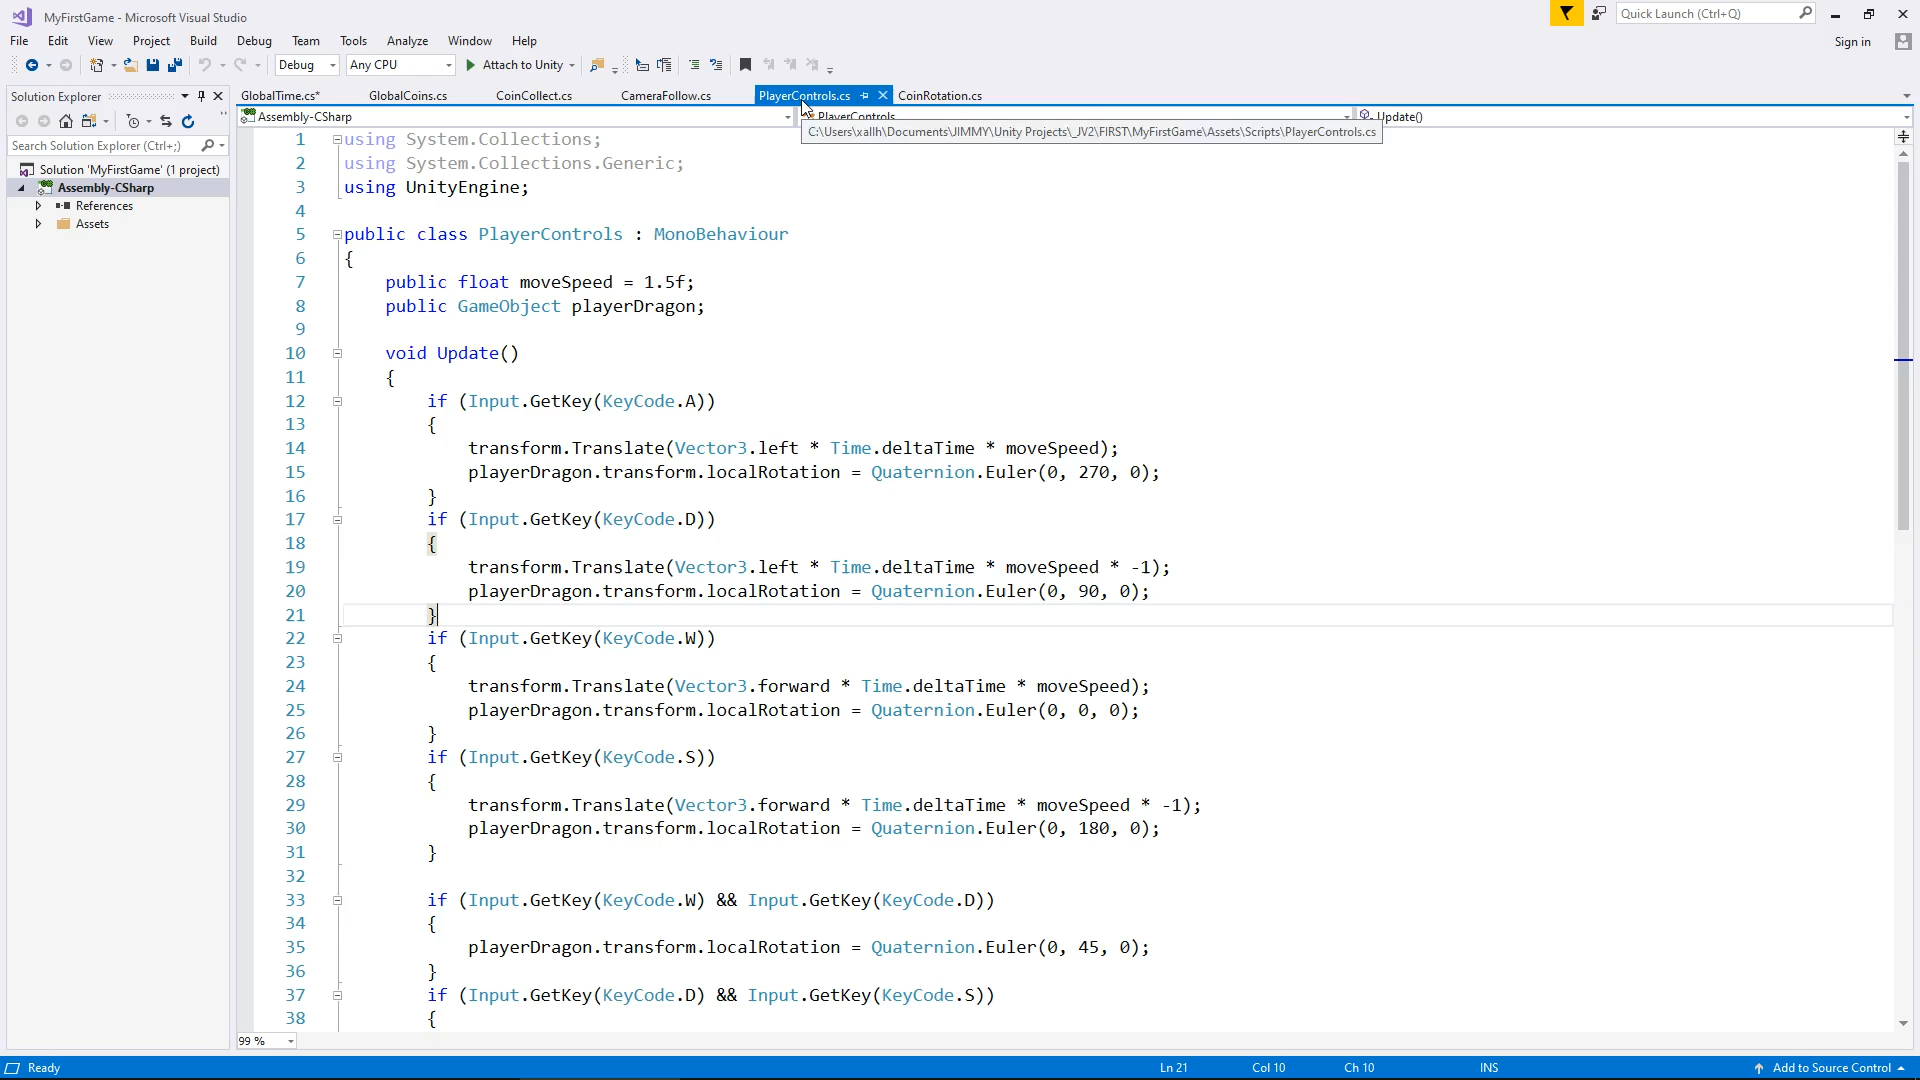 MyFirstGame - Microsoft Visual Studio
Quick Launch (Ctrl+Q)
File Edit View Project Build Debug Team Tools Analyze Window Help
Sign in
Debug Any CPU Attach to Unity
Solution Explorer
GlobalTime.cs* GlobalCoins.cs CoinCollect.cs CameraFollow.cs PlayerControls.cs CoinRotation.cs
Assembly-CSharp PlayerControls Update()
C:\Users\xallh\Documents\JIMMY\Unity Projects\_JV2\FIRST\MyFirstGame\Assets\Scripts\PlayerControls.cs
Search Solution Explorer (Ctrl+;)
Solution 'MyFirstGame' (1 project)
Assembly-CSharp
References
Assets
1 using System.Collections;
2 using System.Collections.Generic;
3 using UnityEngine;
4
5 public class PlayerControls : MonoBehaviour
6 {
7 public float moveSpeed = 1.5f;
8 public GameObject playerDragon;
9
10 void Update()
11 {
12 if (Input.GetKey(KeyCode.A))
13 {
14 transform.Translate(Vector3.left * Time.deltaTime * moveSpeed);
15 playerDragon.transform.localRotation = Quaternion.Euler(0, 270, 0);
16 }
17 if (Input.GetKey(KeyCode.D))
18 {
19 transform.Translate(Vector3.left * Time.deltaTime * moveSpeed * -1);
20 playerDragon.transform.localRotation = Quaternion.Euler(0, 90, 0);
21 }
22 if (Input.GetKey(KeyCode.W))
23 {
24 transform.Translate(Vector3.forward * Time.deltaTime * moveSpeed);
25 playerDragon.transform.localRotation = Quaternion.Euler(0, 0, 0);
26 }
27 if (Input.GetKey(KeyCode.S))
28 {
29 transform.Translate(Vector3.forward * Time.deltaTime * moveSpeed * -1);
30 playerDragon.transform.localRotation = Quaternion.Euler(0, 180, 0);
31 }
32
33 if (Input.GetKey(KeyCode.W) && Input.GetKey(KeyCode.D))
34 {
35 playerDragon.transform.localRotation = Quaternion.Euler(0, 45, 0);
36 }
37 if (Input.GetKey(KeyCode.D) && Input.GetKey(KeyCode.S))
38 {
99 %
Ready Ln 21 Col 10 Ch 10 INS Add to Source Control